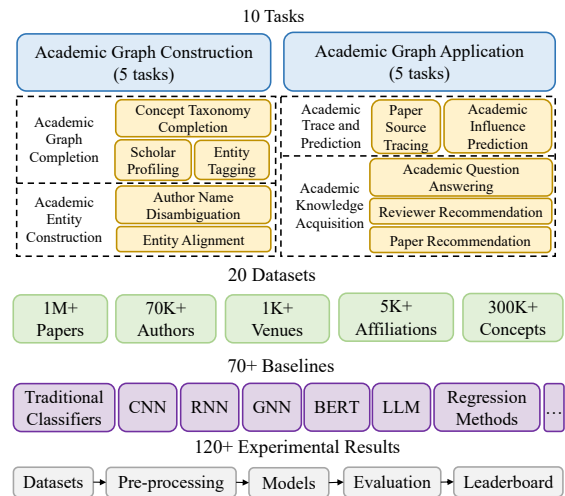 10 Tasks
Academic Graph Construction
(5 tasks)
Academic Graph Application
(5 tasks)
Academic
Graph
Completion
Concept Taxonomy
Completion
Scholar
Profiling
Entity
Tagging
Academic
Entity
Construction
Author Name
Disambiguation
Entity Alignment
Academic
Trace and
Prediction
Paper
Source
Tracing
Academic
Influence
Prediction
Academic
Knowledge
Acquisition
Academic Question
Answering
Reviewer Recommendation
Paper Recommendation
20 Datasets
1M+
Papers
70K+
Authors
1K+
Venues
5K+
Affiliations
300K+
Concepts
70+ Baselines
Traditional
Classifiers
CNN
RNN
GNN
BERT
LLM
Regression
Methods
...
120+ Experimental Results
Datasets
Pre-processing
Models
Evaluation
Leaderboard